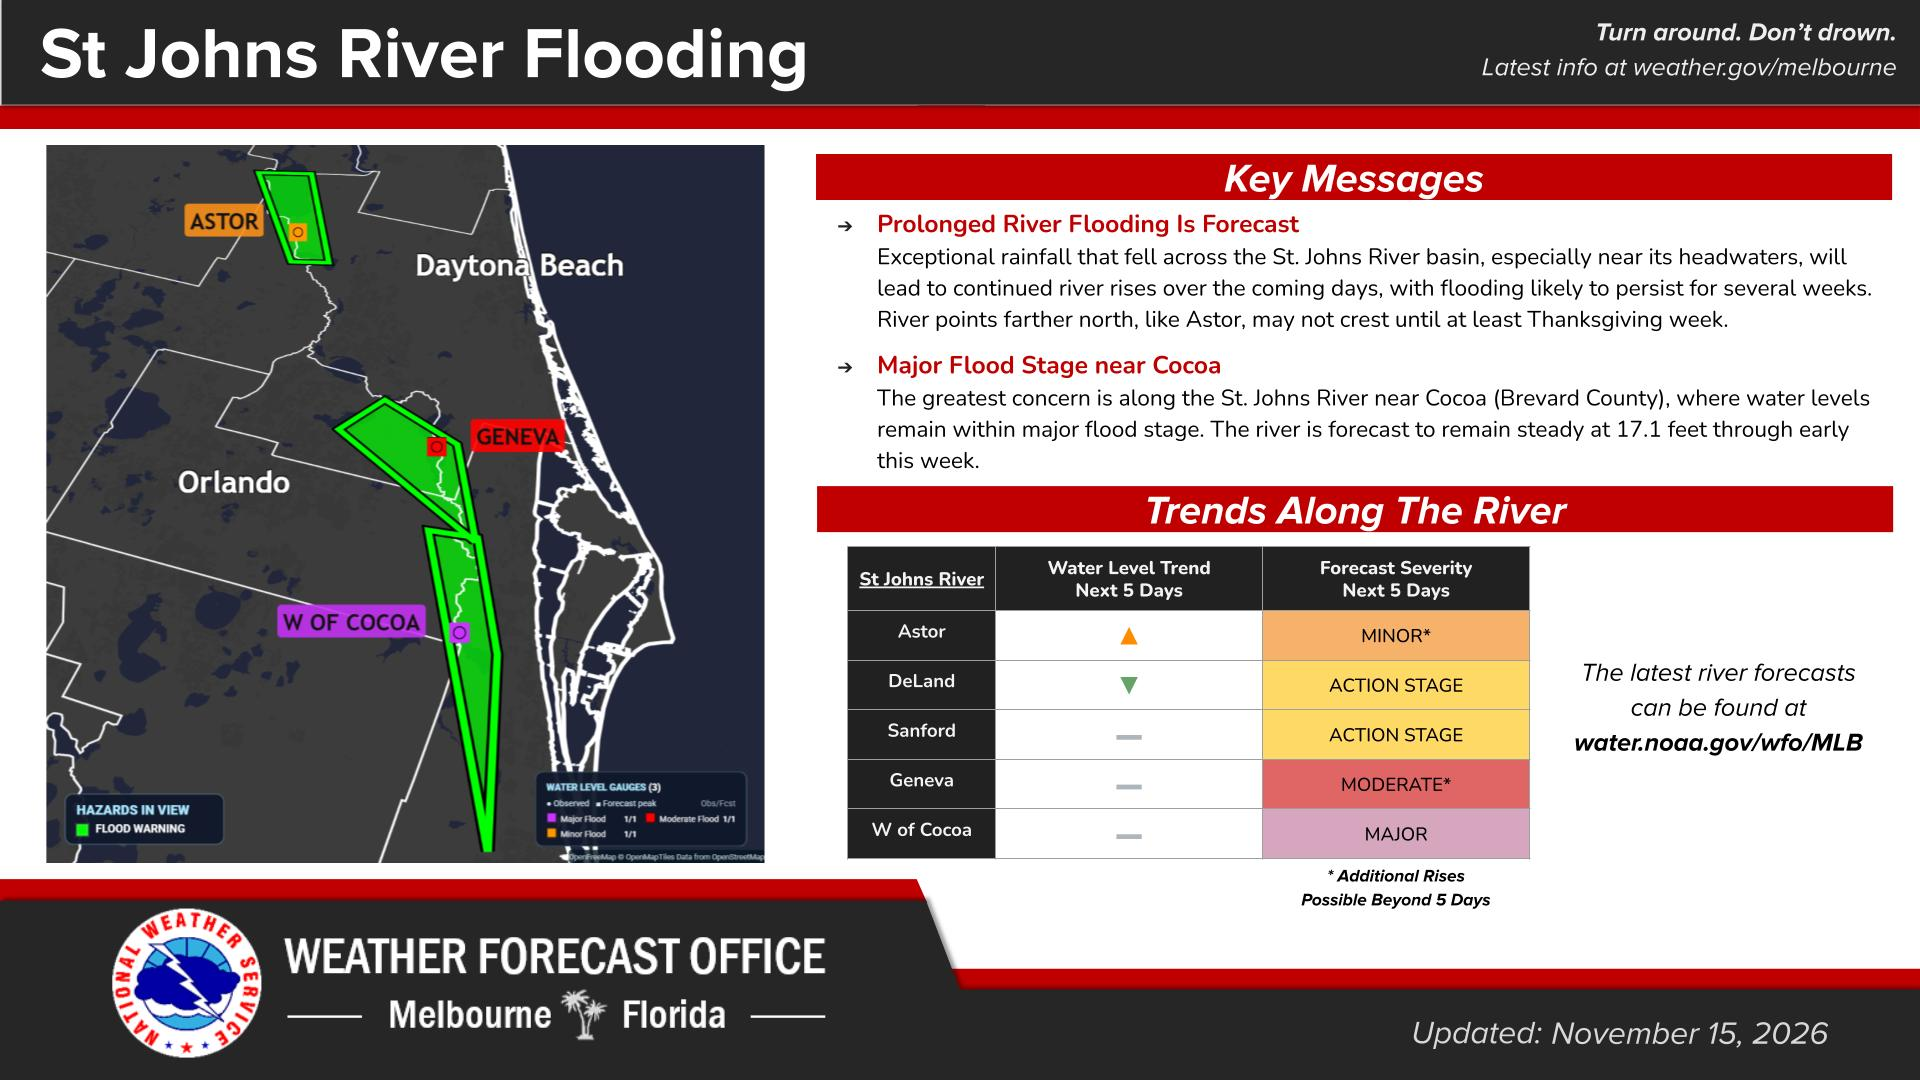 St Johns River Flooding
Turn around. Don't drown.
Latest info at weather.gov/melbourne
ASTOR
Daytona Beach
GENEVA
Orlando
W OF COCOA
HAZARDS IN VIEW
FLOOD WARNING
WATER LEVEL GAUGES (3)
Observed Forecast peak Obs/Fcst
Major Flood 1/1 Moderate Flood 1/1
Minor Flood 1/1
OpenFreeMap © OpenMapTiles Data from OpenStreetMap
Key Messages
➔ Prolonged River Flooding Is Forecast
Exceptional rainfall that fell across the St. Johns River basin, especially near its headwaters, will
lead to continued river rises over the coming days, with flooding likely to persist for several weeks.
River points farther north, like Astor, may not crest until at least Thanksgiving week.
➔ Major Flood Stage near Cocoa
The greatest concern is along the St. Johns River near Cocoa (Brevard County), where water levels
remain within major flood stage. The river is forecast to remain steady at 17.1 feet through early
this week.
Trends Along The River
St Johns River
Water Level Trend
Next 5 Days
Forecast Severity
Next 5 Days
Astor ▲ MINOR*
DeLand ▼ ACTION STAGE
Sanford — ACTION STAGE
Geneva — MODERATE*
W of Cocoa — MAJOR
* Additional Rises
Possible Beyond 5 Days
The latest river forecasts
can be found at
water.noaa.gov/wfo/MLB
NATIONAL WEATHER SERVICE
WEATHER FORECAST OFFICE
Melbourne Florida
Updated: November 15, 2026